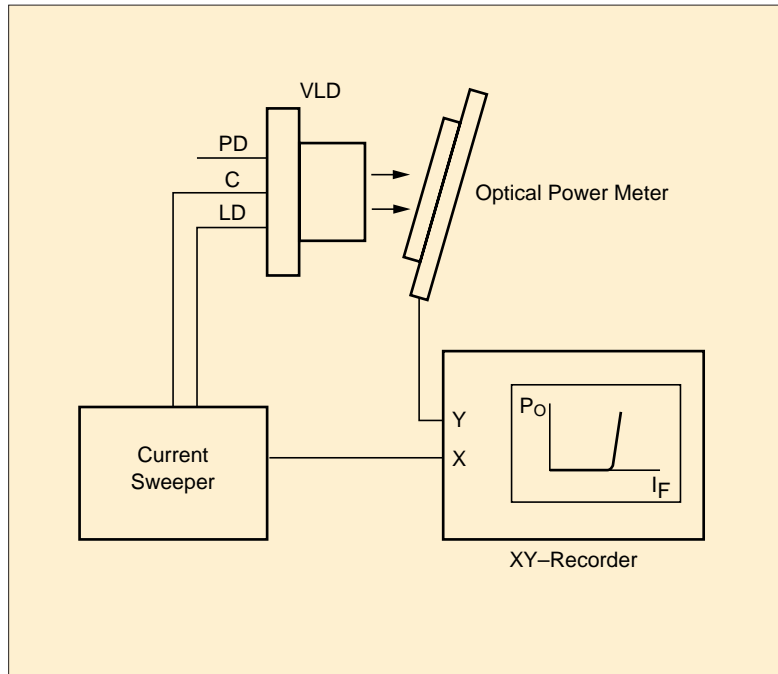 VLD
PD
C
LD
Optical Power Meter
Current
Sweeper
Y
X
PO
IF
XY–Recorder